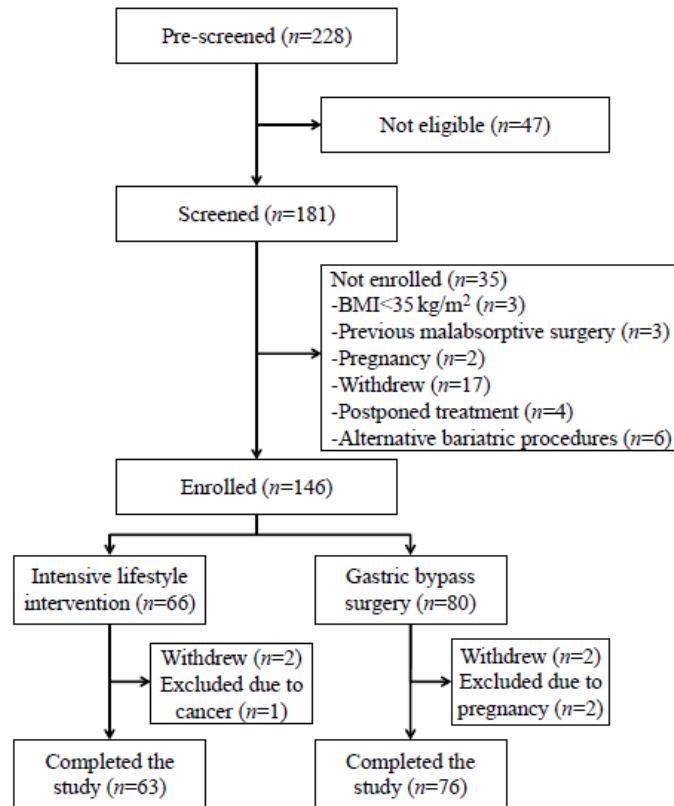 Pre-screened (n=228)
Not eligible (n=47)
Screened (n=181)
Not enrolled (n=35)
-BMI<35 kg/m² (n=3)
-Previous malabsorptive surgery (n=3)
-Pregnancy (n=2)
-Withdrew (n=17)
-Postponed treatment (n=4)
-Alternative bariatric procedures (n=6)
Enrolled (n=146)
Intensive lifestyle
intervention (n=66)
Gastric bypass
surgery (n=80)
Withdrew (n=2)
Excluded due to
cancer (n=1)
Withdrew (n=2)
Excluded due to
pregnancy (n=2)
Completed the
study (n=63)
Completed the
study (n=76)